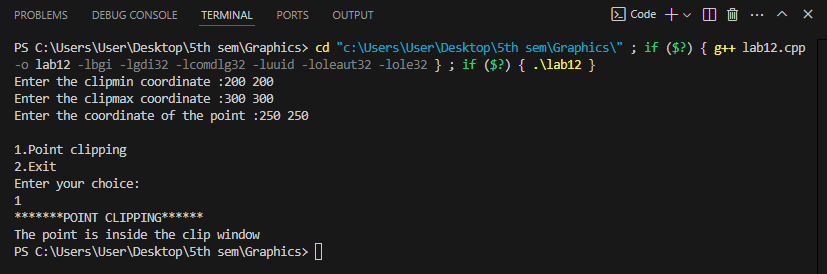 PROBLEMS DEBUG CONSOLE TERMINAL PORTS OUTPUT Code
PS C:\Users\User\Desktop\5th sem\Graphics> cd "c:\Users\User\Desktop\5th sem\Graphics\" ; if ($?) { g++ lab12.cpp
-o lab12 -lbgi -lgdi32 -lcomdlg32 -luuid -loleaut32 -lole32 } ; if ($?) { .\lab12 }
Enter the clipmin coordinate :200 200
Enter the clipmax coordinate :300 300
Enter the coordinate of the point :250 250
1.Point clipping
2.Exit
Enter your choice:
1
*******POINT CLIPPING******
The point is inside the clip window
PS C:\Users\User\Desktop\5th sem\Graphics>